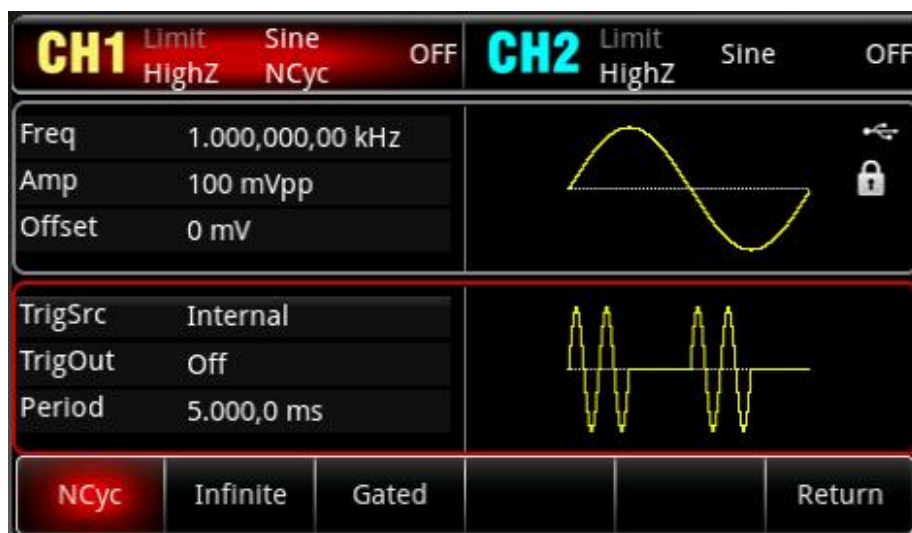 CH1 Limit Sine OFF CH2 Limit Sine OFF
HighZ NCyc HighZ
Freq 1.000,000,00 kHz
Amp 100 mVpp
Offset 0 mV
TrigSrc Internal
TrigOut Off
Period 5.000,0 ms
NCyc Infinite Gated Return